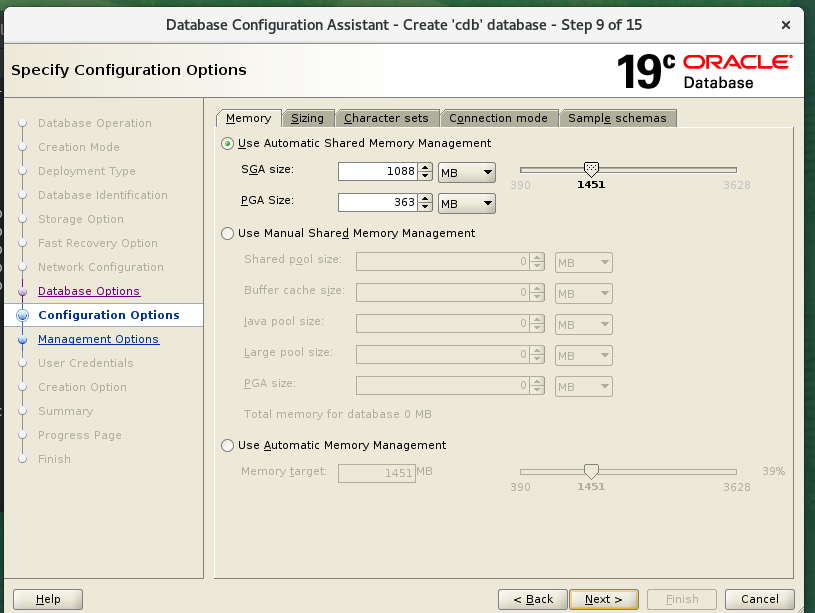 Database Configuration Assistant - Create 'cdb' database - Step 9 of 15
Specify Configuration Options
19c ORACLE
Database
Database Operation
Creation Mode
Deployment Type
Database Identification
Storage Option
Fast Recovery Option
Network Configuration
Database Options
Configuration Options
Management Options
User Credentials
Creation Option
Summary
Progress Page
Finish
Memory Sizing Character sets Connection mode Sample schemas
Use Automatic Shared Memory Management
SGA size: 1088 MB
390 1451 3628
PGA Size: 363 MB
Use Manual Shared Memory Management
Shared pool size: 0 MB
Buffer cache size: 0 MB
Java pool size: 0 MB
Large pool size: 0 MB
PGA size: 0 MB
Total memory for database 0 MB
Use Automatic Memory Management
Memory target: 1451 MB 39%
390 1451 3628
Help < Back Next > Finish Cancel